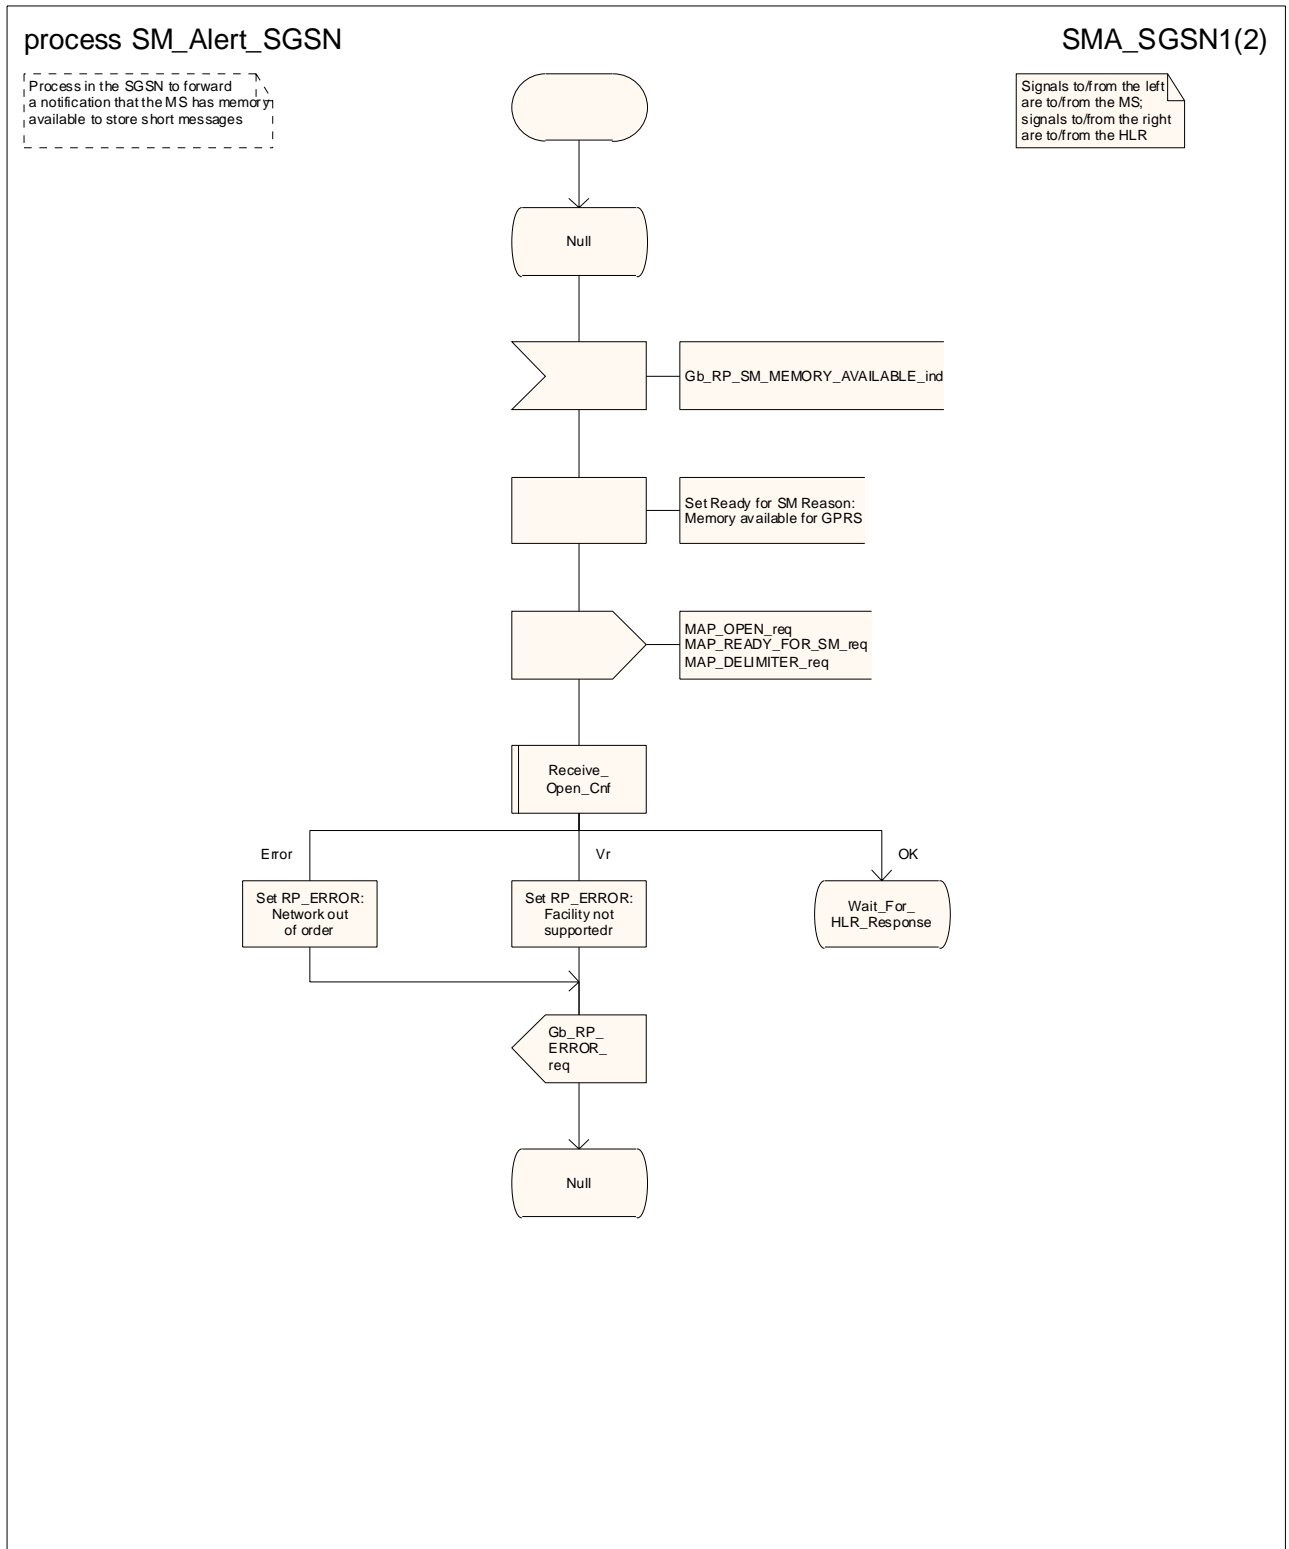 process SM_Alert_SGSN
SMA_SGSN1(2)
Process in the SGSN to forward
a notification that the MS has memory
available to store short messages
Signals to/from the left
are to/from the MS;
signals to/from the right
are to/from the HLR
Null
Gb_RP_SM_MEMORY_AVAILABLE_ind
Set Ready for SM Reason:
Memory available for GPRS
MAP_OPEN_req
MAP_READY_FOR_SM_req
MAP_DELIMITER_req
Receive_
Open_Cnf
Error
Vr
OK
Set RP_ERROR:
Network out
of order
Set RP_ERROR:
Facility not
supportedr
Wait_For_
HLR_Response
Gb_RP_
ERROR_
req
Null